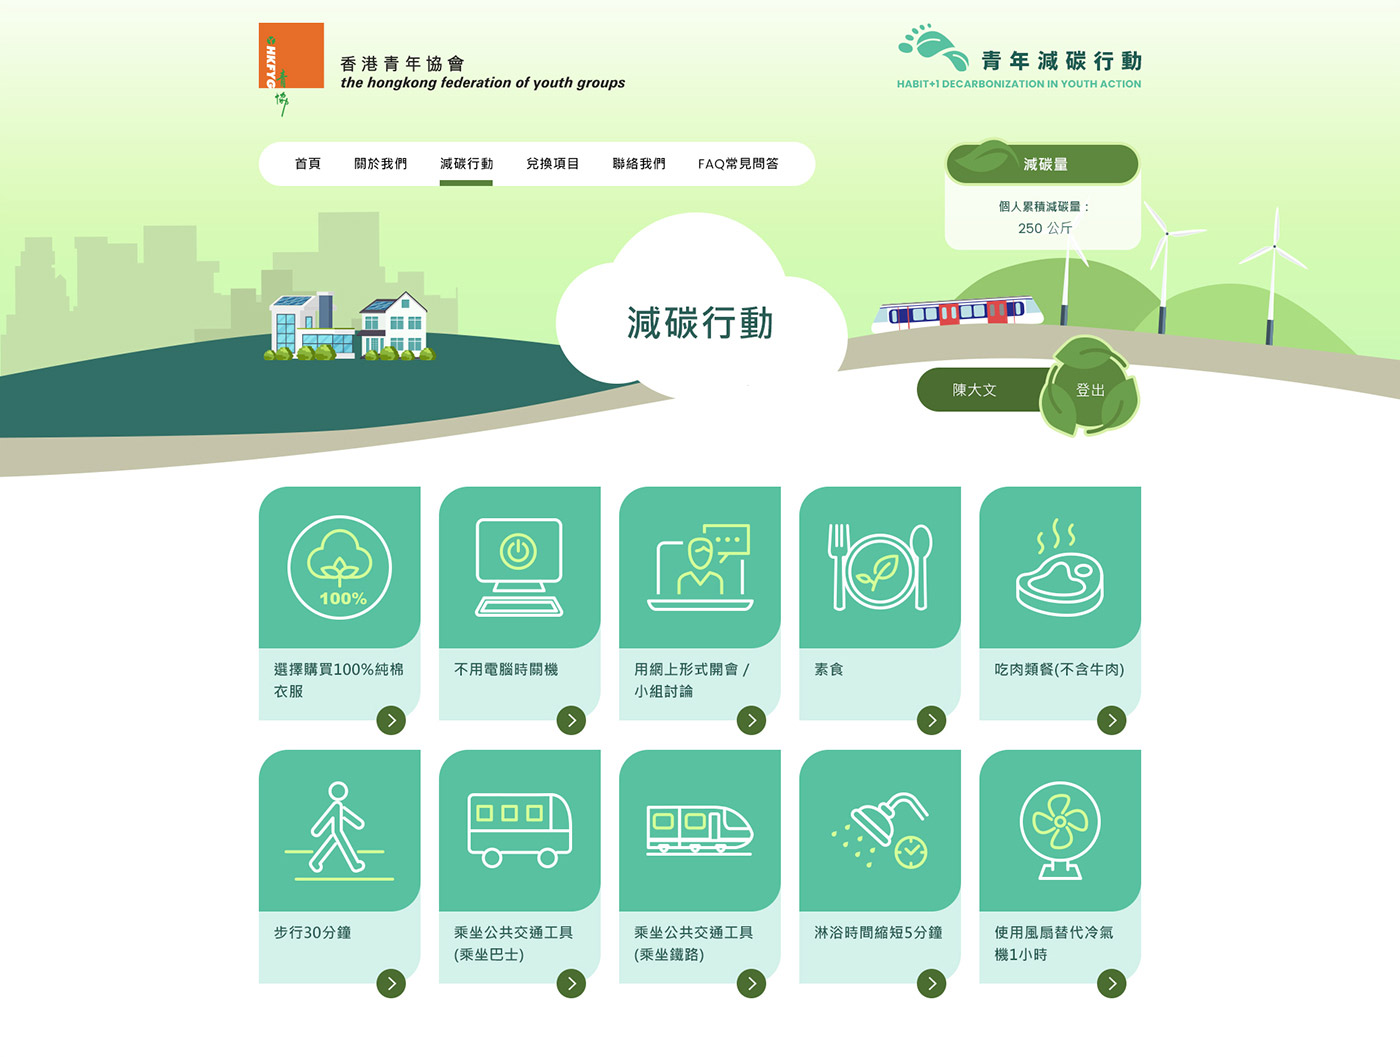 HKFYG
青協
香港青年協會
the hongkong federation of youth groups
青年減碳行動
HABIT+1 DECARBONIZATION IN YOUTH ACTION
首頁 關於我們 減碳行動 兌換項目 聯絡我們 FAQ常見問答
減碳量
個人累積減碳量：
250 公斤
減碳行動
陳大文 登出
100%
選擇購買100%純棉
衣服
不用電腦時關機
用網上形式開會 /
小組討論
素食
吃肉類餐(不含牛肉)
步行30分鐘
乘坐公共交通工具
(乘坐巴士)
乘坐公共交通工具
(乘坐鐵路)
淋浴時間縮短5分鐘
使用風扇替代冷氣
機1小時